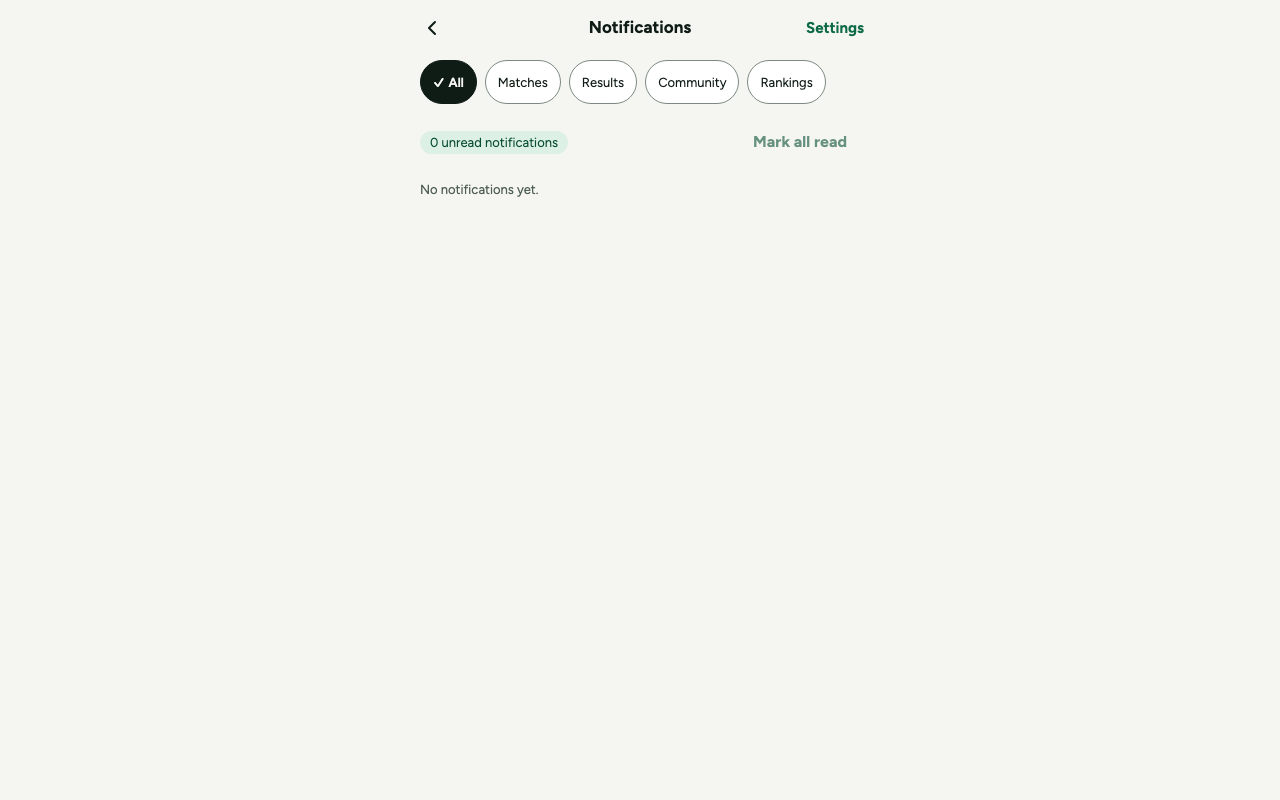 Notifications
Settings
All
Matches
Results
Community
Rankings
0 unread notifications
Mark all read
No notifications yet.